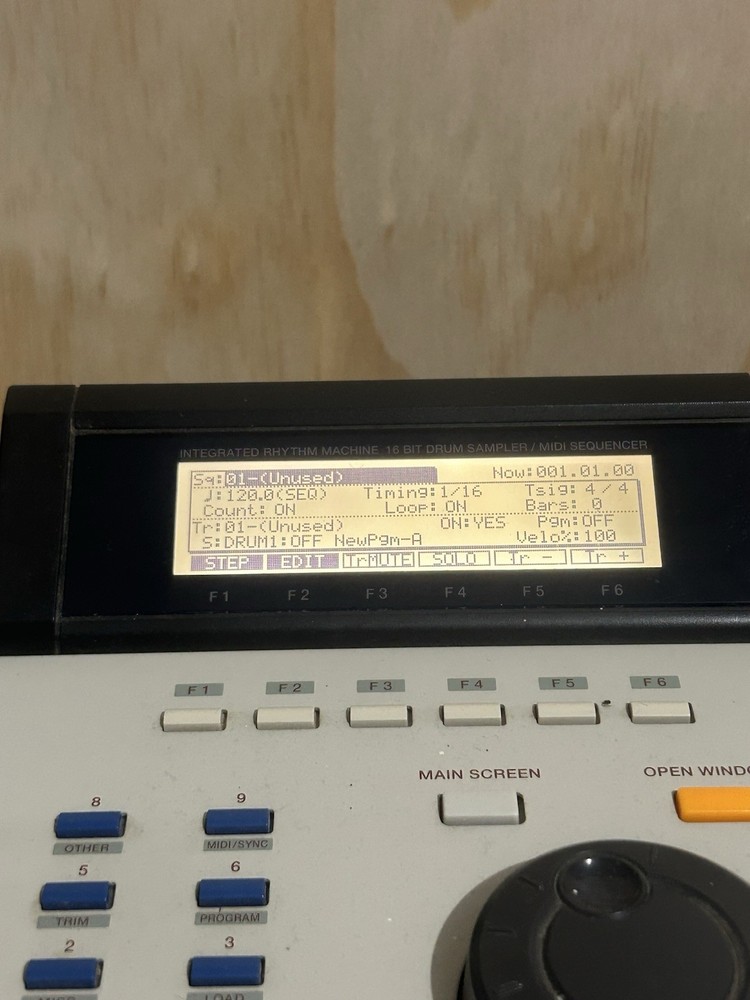 INTEGRATED RHYTHM MACHINE 16 BIT DRUM SAMPLER / MIDI SEQUENCER
Sq:01-(Unused) Now:001.01.00
♩:120.0(SEQ) Timing:1/16 Tsig: 4/ 4
Count: ON Loop: ON Bars: 0
Tr:01-(Unused) ON:YES Pgm:OFF
S:DRUM1:OFF NewPgm-A Velo%:100
STEP EDIT TrMUTE SOLO Tr - Tr +
F1 F2 F3 F4 F5 F6
F1 F2 F3 F4 F5 F6
MAIN SCREEN OPEN
8 9
OTHER MIDI/SYNC
5 6
TRIM PROGRAM
2 3
LOAD